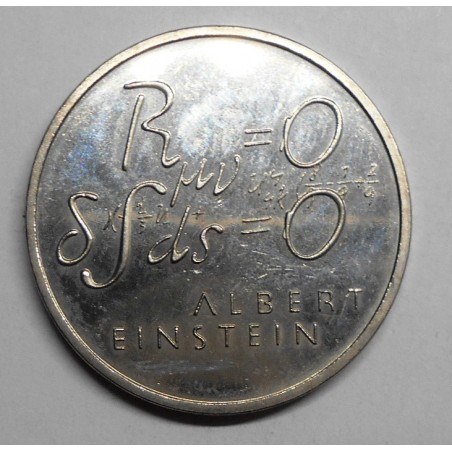 Rμν = 0
δ∫ds = 0
ALBERT
EINSTEIN